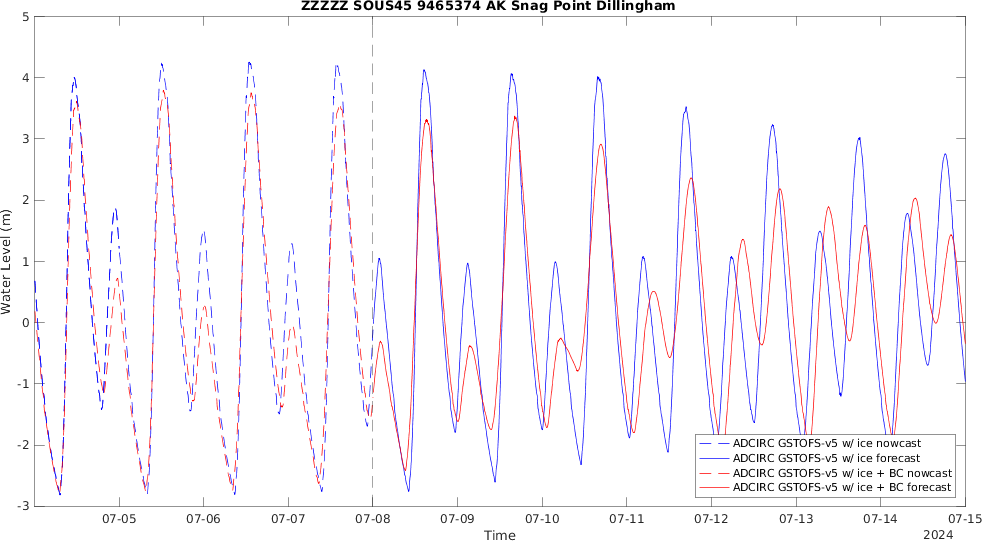 ZZZZZ SOUS45 9465374 AK Snag Point Dillingham
5
4
3
2
1
0
-1
-2
-3
Water Level (m)
07-05 07-06 07-07 07-08 07-09 07-10 07-11 07-12 07-13 07-14 07-15
Time
2024
ADCIRC GSTOFS-v5 w/ ice nowcast
ADCIRC GSTOFS-v5 w/ ice forecast
ADCIRC GSTOFS-v5 w/ ice + BC nowcast
ADCIRC GSTOFS-v5 w/ ice + BC forecast